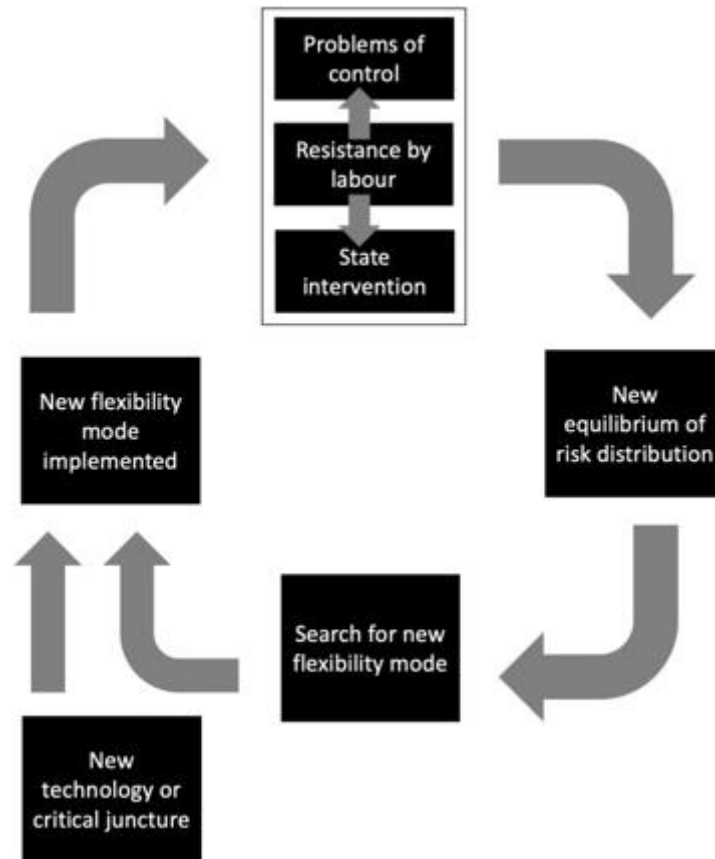 Problems of
control
Resistance by
labour
State
intervention
New flexibility
mode
implemented
New
equilibrium of
risk distribution
Search for new
flexibility mode
New
technology or
critical juncture